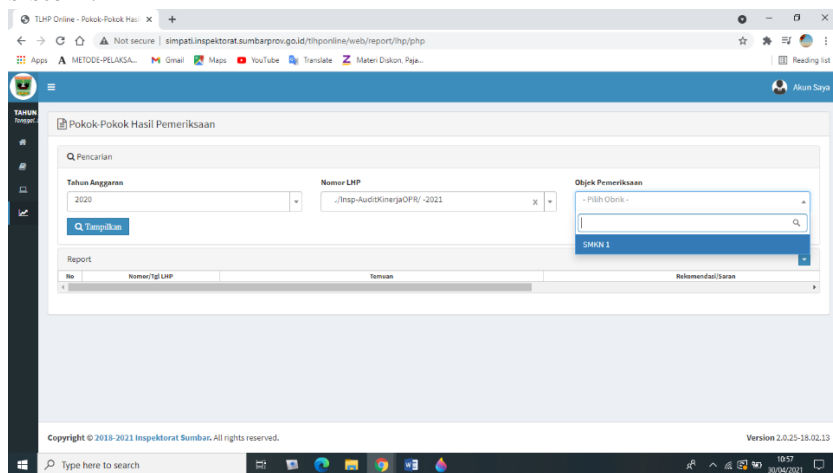 TLHP Online - Pokok-Pokok Hasi
Not secure | simpati.inspektorat.sumbarprov.go.id/tlhponline/web/report/lhp/php
Apps METODE-PELAKSA... Gmail Maps YouTube Translate Materi Diskon, Paja... Reading list
Akun Saya
TAHUN
Pokok-Pokok Hasil Pemeriksaan
Pencarian
Tahun Anggaran Nomor LHP Objek Pemeriksaan
2020 ./Insp-AuditKinerjaOPR/ -2021 x - Pilih Obrik -
Tampilkan
SMKN 1
Report
No Nomor/Tgl LHP Temuan Rekomendasi/Saran
Copyright © 2018-2021 Inspektorat Sumbar. All rights reserved. Version 2.0.25-18.02.13
Type here to search
10:57
30/04/2021